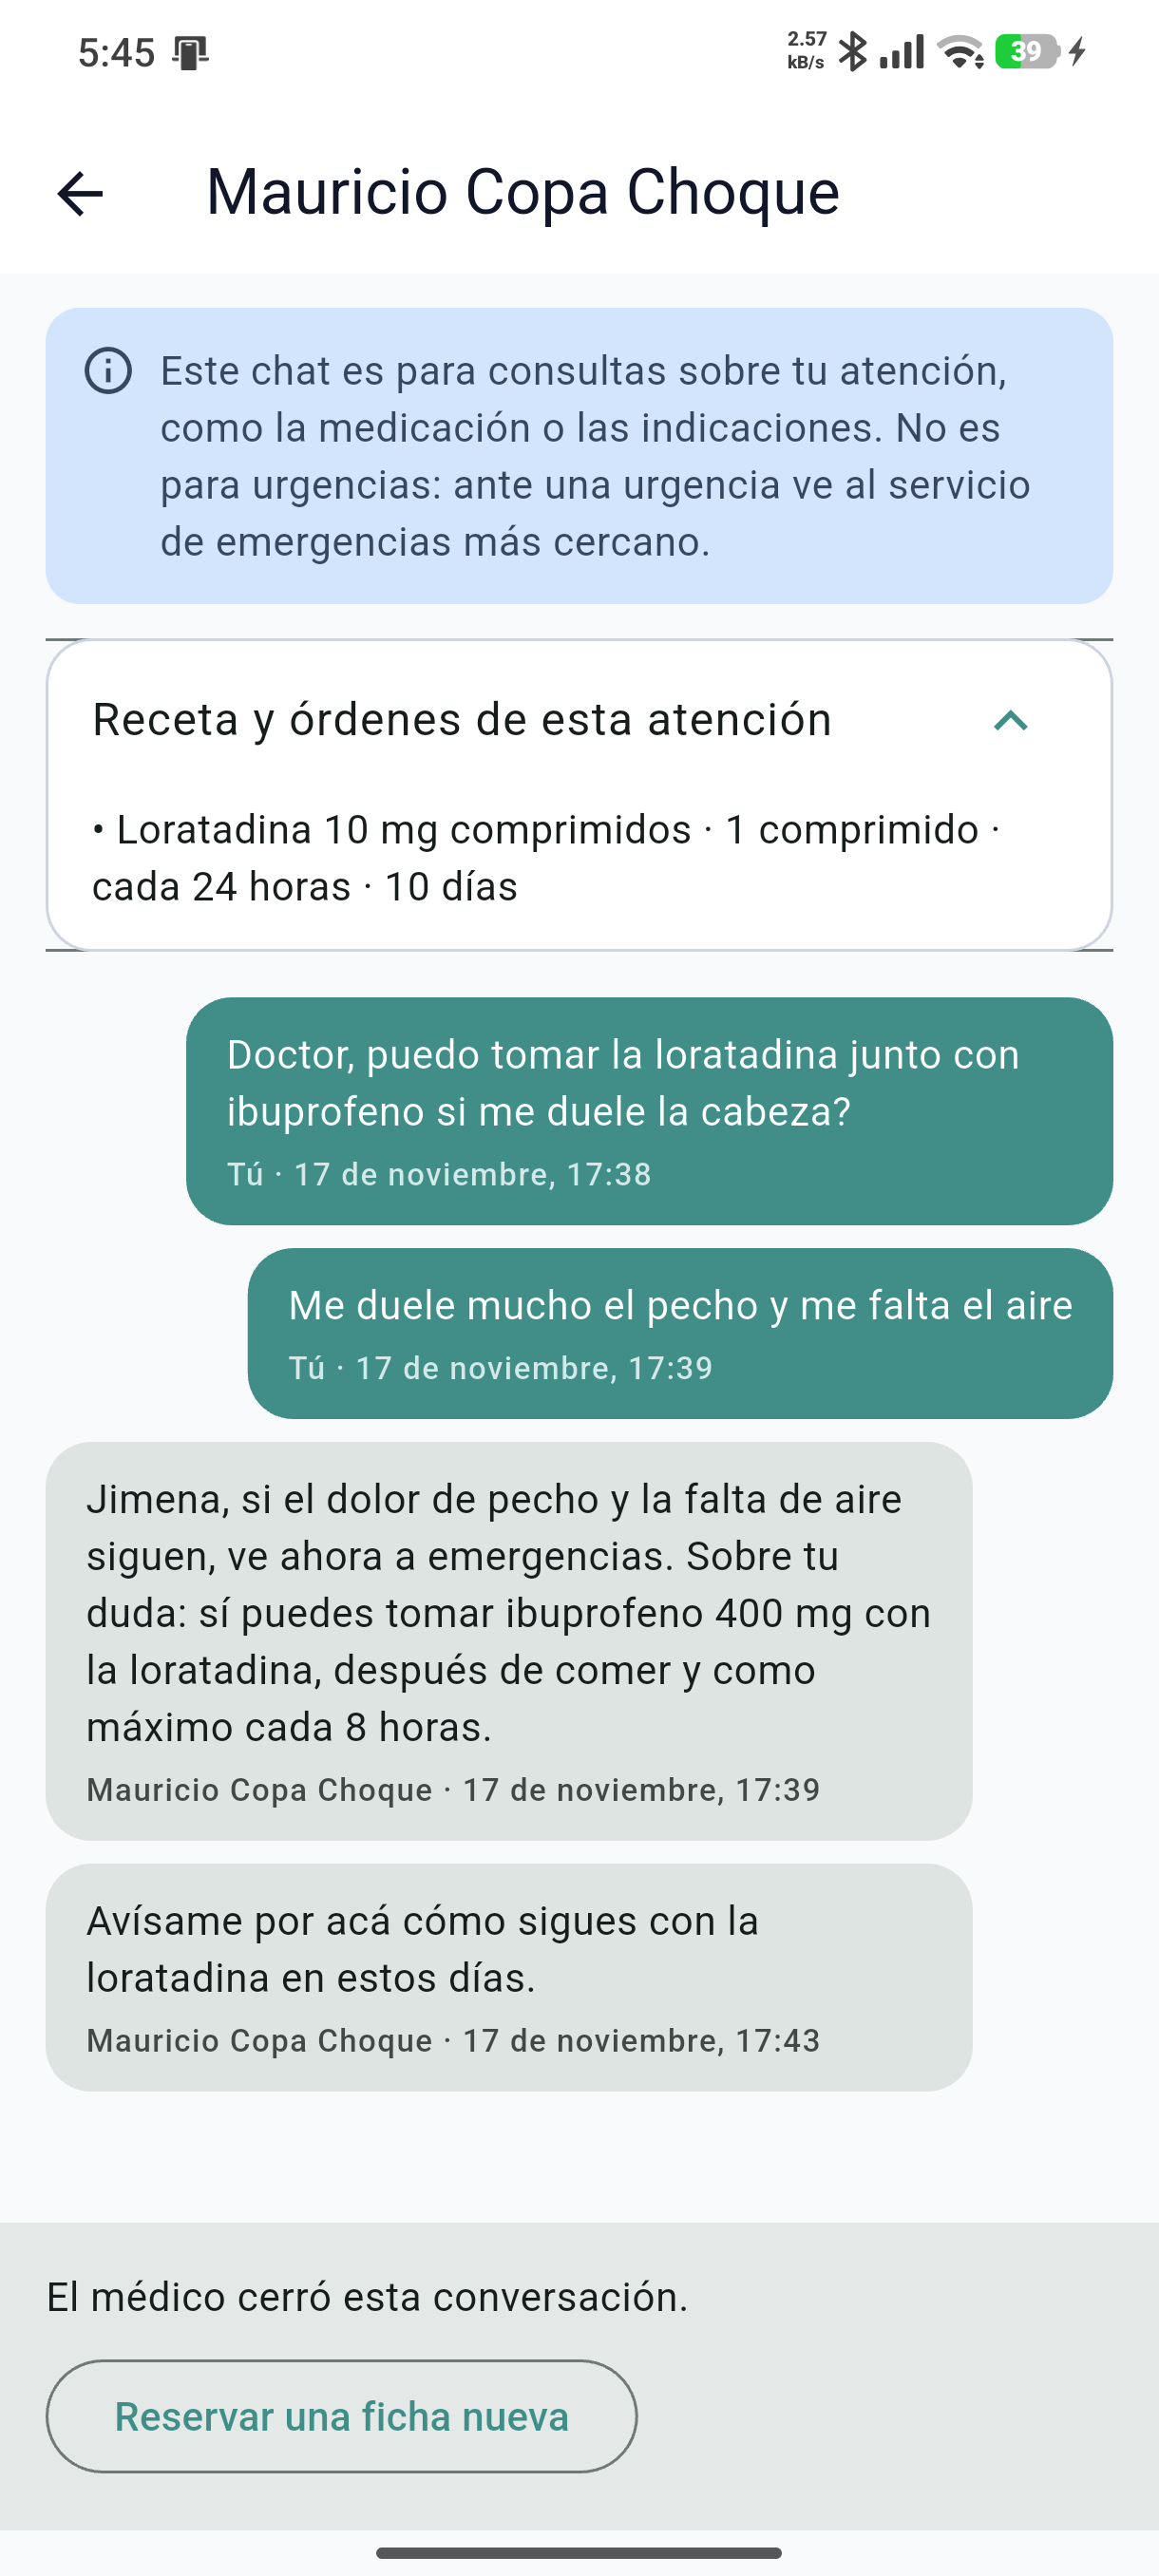 5:45
2.57
kB/s
39
Mauricio Copa Choque
Este chat es para consultas sobre tu atención,
como la medicación o las indicaciones. No es
para urgencias: ante una urgencia ve al servicio
de emergencias más cercano.
Receta y órdenes de esta atención
• Loratadina 10 mg comprimidos · 1 comprimido ·
cada 24 horas · 10 días
Doctor, puedo tomar la loratadina junto con
ibuprofeno si me duele la cabeza?
Tú · 17 de noviembre, 17:38
Me duele mucho el pecho y me falta el aire
Tú · 17 de noviembre, 17:39
Jimena, si el dolor de pecho y la falta de aire
siguen, ve ahora a emergencias. Sobre tu
duda: sí puedes tomar ibuprofeno 400 mg con
la loratadina, después de comer y como
máximo cada 8 horas.
Mauricio Copa Choque · 17 de noviembre, 17:39
Avísame por acá cómo sigues con la
loratadina en estos días.
Mauricio Copa Choque · 17 de noviembre, 17:43
El médico cerró esta conversación.
Reservar una ficha nueva